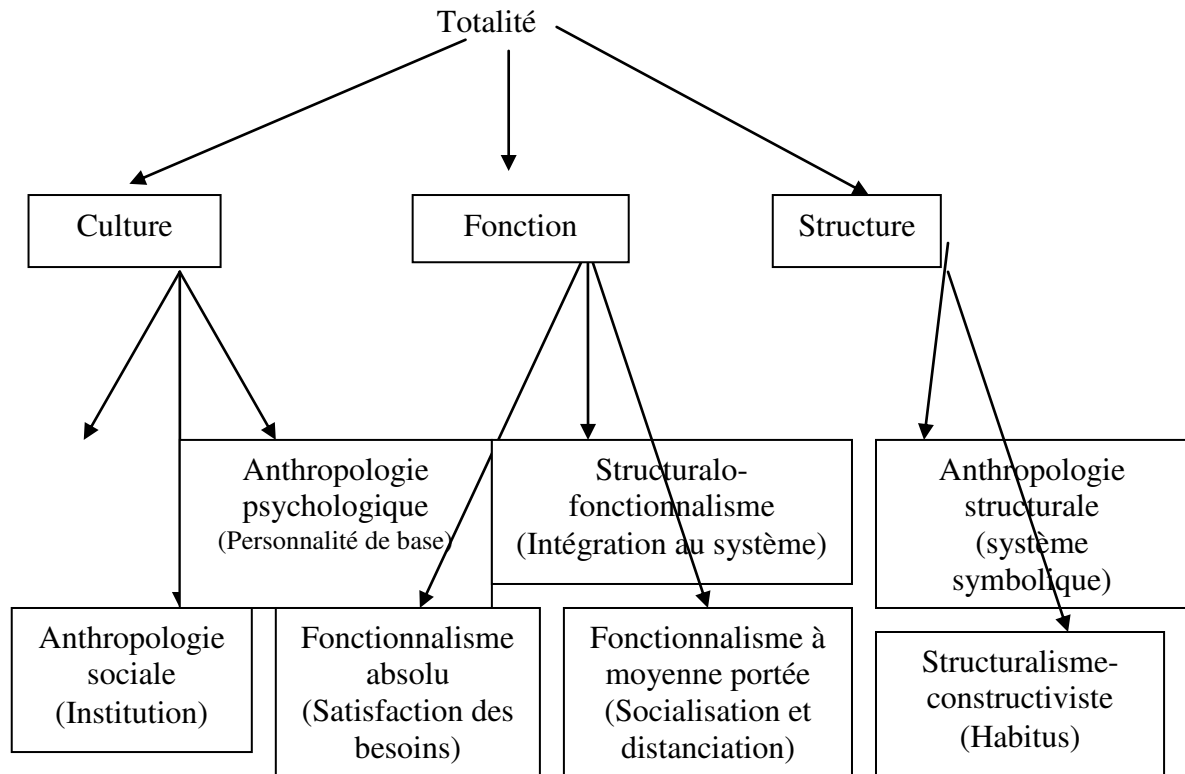 Totalité
Culture
Fonction
Structure
Anthropologie
psychologique
(Personnalité de base)
Structuralo-
fonctionnalisme
(Intégration au système)
Anthropologie
structurale
(système
symbolique)
Anthropologie
sociale
(Institution)
Fonctionnalisme
absolu
(Satisfaction des
besoins)
Fonctionnalisme à
moyenne portée
(Socialisation et
distanciation)
Structuralisme-
constructiviste
(Habitus)